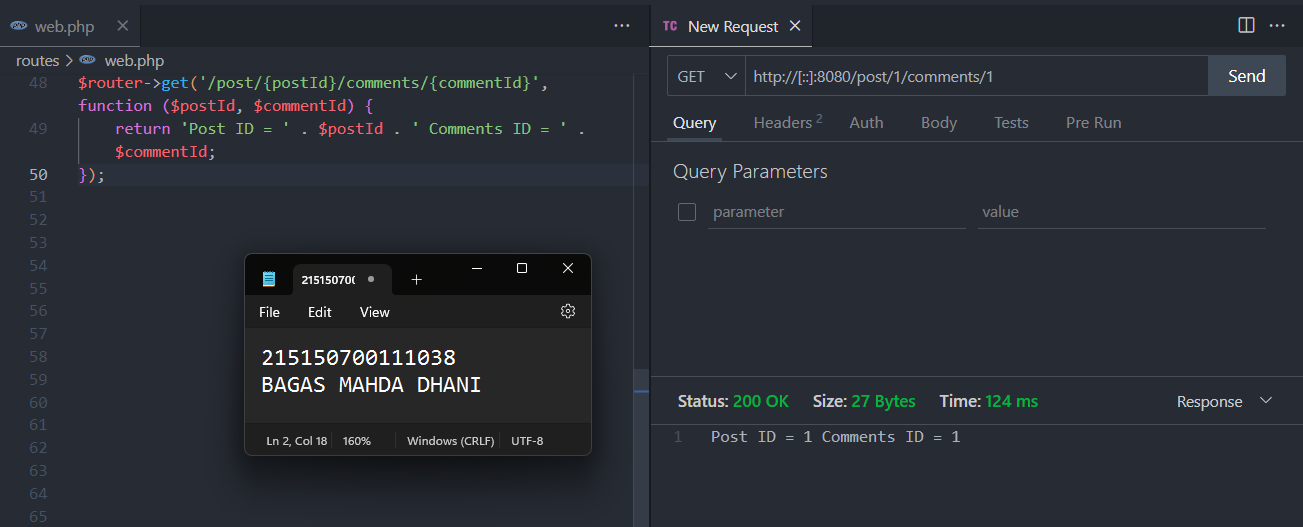 web.php
routes > web.php
48 $router->get('/post/{postId}/comments/{commentId}',
function ($postId, $commentId) {
49 return 'Post ID = ' . $postId . ' Comments ID = ' .
$commentId;
50 });
51
52
53
54
55
56
57
58
59
60
61
62
63
64
65
215150700
File Edit View
215150700111038
BAGAS MAHDA DHANI
Ln 2, Col 18 160% Windows (CRLF) UTF-8
TC New Request
GET http://[::]:8080/post/1/comments/1 Send
Query Headers 2 Auth Body Tests Pre Run
Query Parameters
parameter value
Status: 200 OK Size: 27 Bytes Time: 124 ms Response
1 Post ID = 1 Comments ID = 1